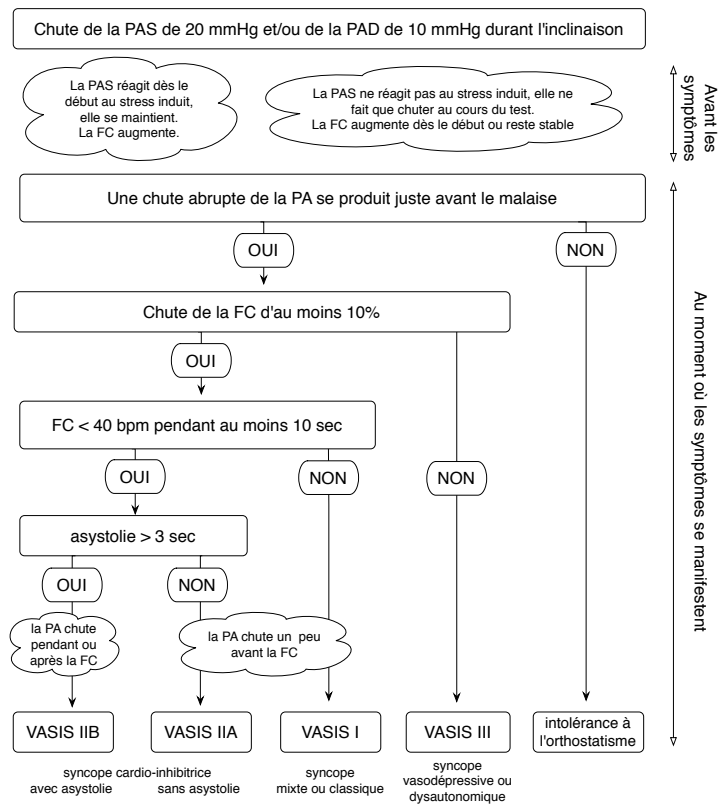 Chute de la PAS de 20 mmHg et/ou de la PAD de 10 mmHg durant l'inclinaison
La PAS réagit dès le
début au stress induit,
elle se maintient.
La FC augmente.
La PAS ne réagit pas au stress induit, elle ne
fait que chuter au cours du test.
La FC augmente dès le début ou reste stable
Avant les
symptômes
Une chute abrupte de la PA se produit juste avant le malaise
OUI
NON
Chute de la FC d'au moins 10%
OUI
FC < 40 bpm pendant au moins 10 sec
OUI
NON
NON
asystolie > 3 sec
OUI
NON
la PA chute
pendant ou
après la FC
la PA chute un peu
avant la FC
Au moment où les symptômes se manifestent
VASIS IIB
VASIS IIA
VASIS I
VASIS III
intolérance à
l'orthostatisme
syncope cardio-inhibitrice
avec asystolie
sans asystolie
syncope
mixte ou classique
syncope
vasodépressive ou
dysautonomique